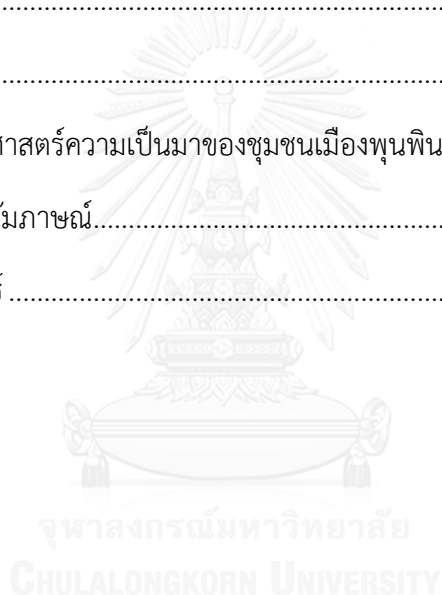 ..........................................................................
..........................................................................
าสตร์ความเป็นมาของชุมชนเมืองพุนพิน
ัมภาษณ์............................................................
..........................................................................
จุฬาลงกรณ์มหาวิทยาลัย
CHULALONGKORN UNIVERSITY